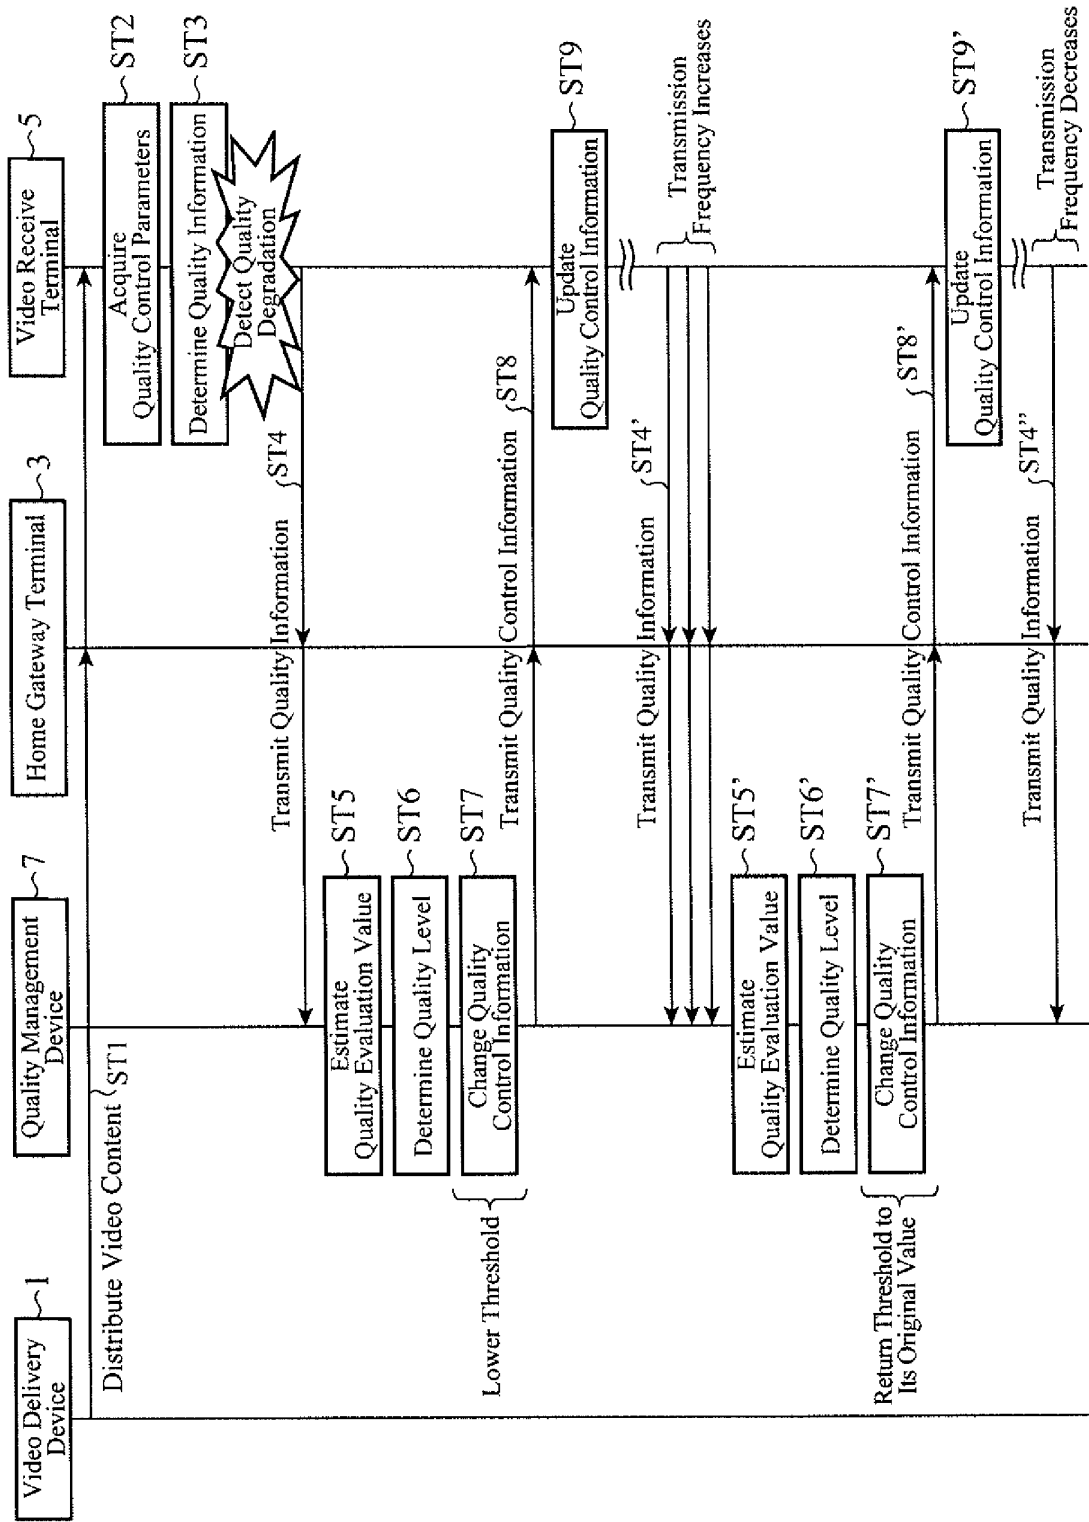 Video Delivery
Device
1
Quality Management
Device
7
Home Gateway Terminal
3
Video Receive
Terminal
5
Distribute Video Content
ST1
Acquire
Quality Control Parameters
ST2
Determine Quality Information
ST3
Detect Quality
Degradation
Transmit Quality Information
ST4
Estimate
Quality Evaluation Value
ST5
Determine Quality Level
ST6
Lower Threshold
Change Quality
Control Information
ST7
Transmit Quality Control Information
ST8
Update
Quality Control Information
ST9
Transmit Quality Information
ST4'
Transmission
Frequency Increases
Estimate
Quality Evaluation Value
ST5'
Determine Quality Level
ST6'
Return Threshold to
Its Original Value
Change Quality
Control Information
ST7'
Transmit Quality Control Information
ST8'
Update
Quality Control Information
ST9'
Transmit Quality Information
ST4"
Transmission
Frequency Decreases